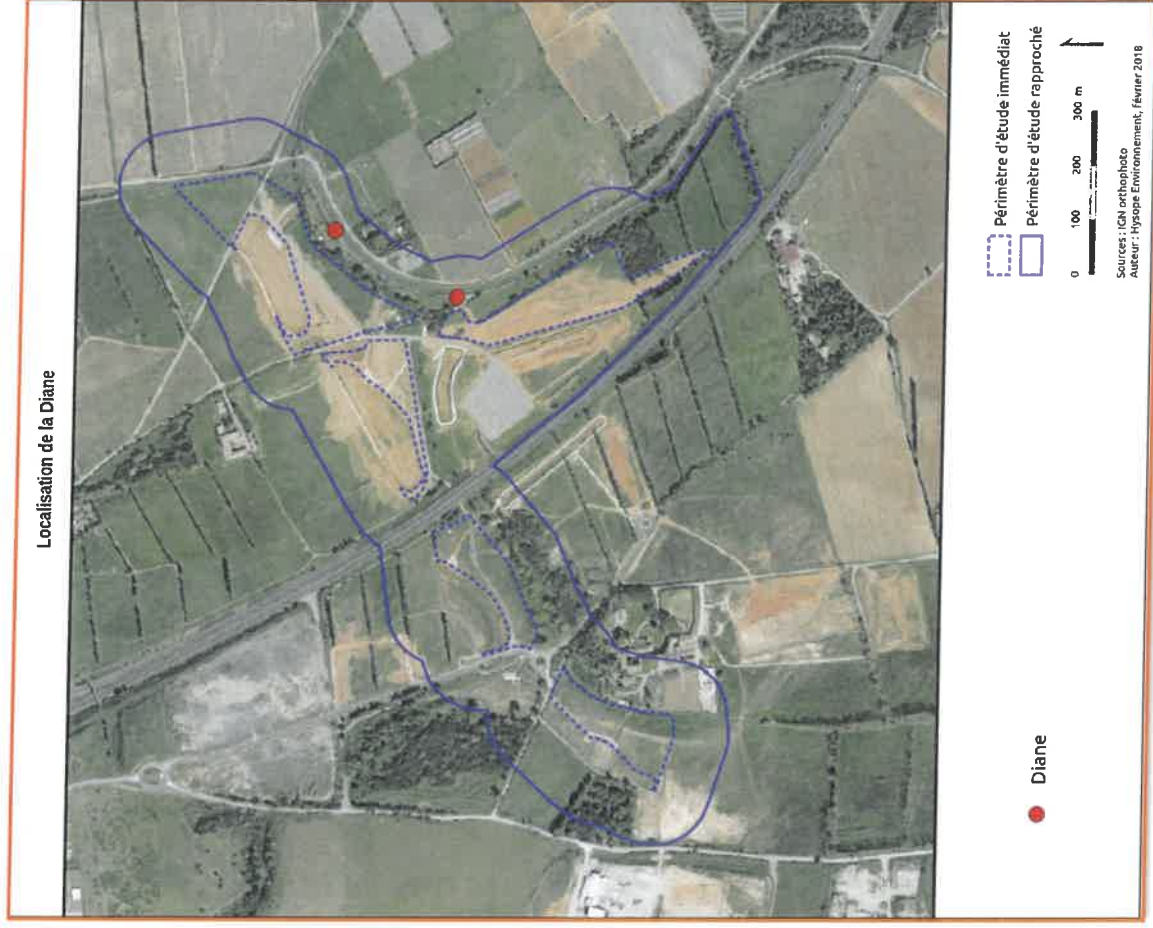 Localisation de la Diane
Diane
Périmètre d'étude immédiat
Périmètre d'étude rapproché
0 100 200 300 m
Sources : IGN orthophoto
Auteur : Hysope Environnement, février 2018